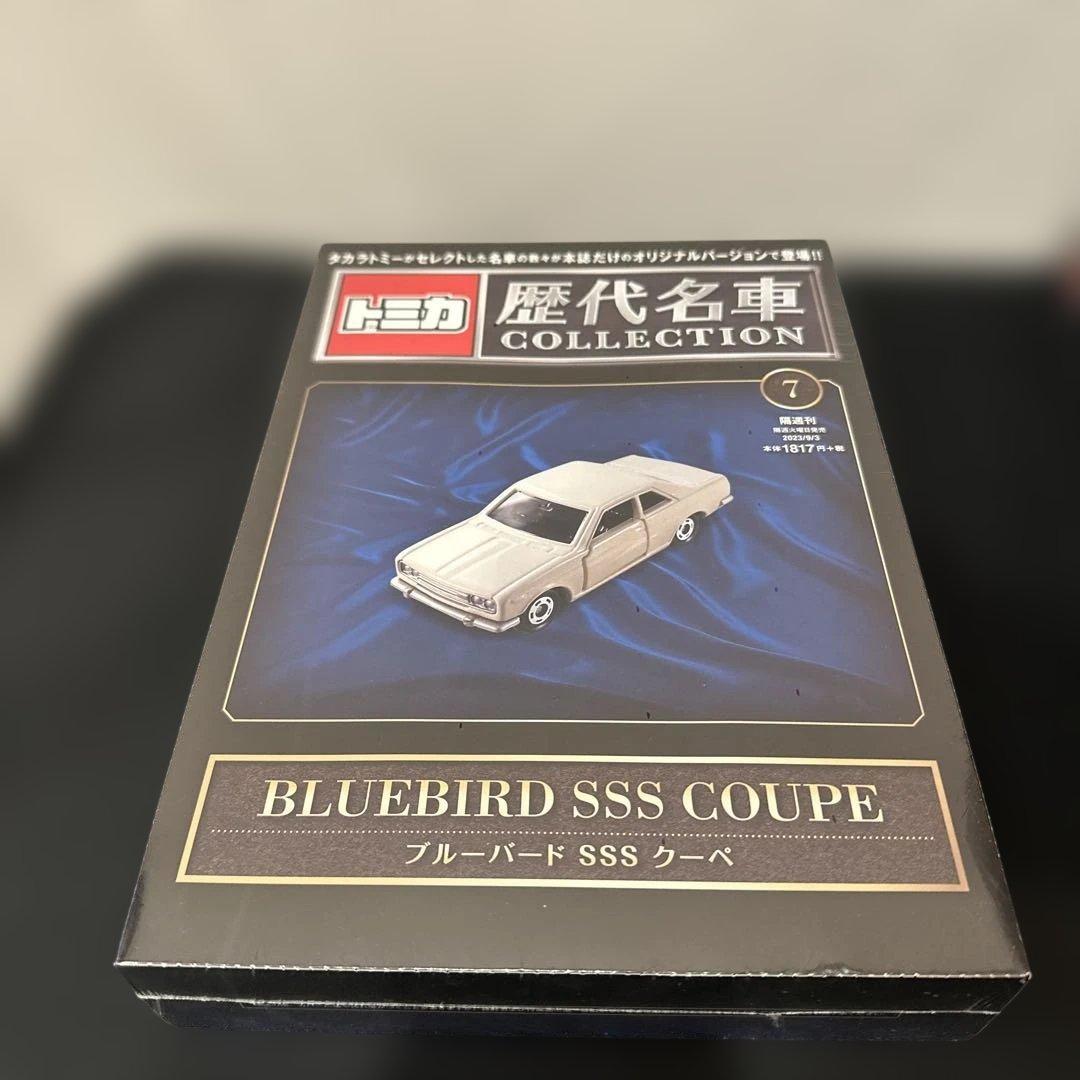 タカラトミーがセレクトした名車の数々が本誌だけのオリジナルバージョンで登場!!
トミカ
歴代名車
COLLECTION
7
隔週刊
隔週火曜日発売
2023/9/3
本体1817円+税
BLUEBIRD SSS COUPE
ブルーバード SSS クーペ